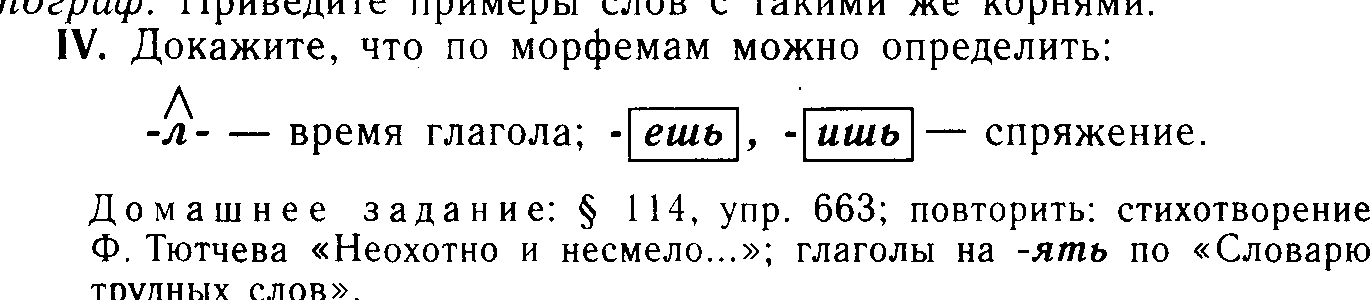 пограф. Приведите примеры слов с такими же корнями.
IV. Докажите, что по морфемам можно определить:
-л- — время глагола; -ешь, -ишь — спряжение.
Домашнее задание: § 114, упр. 663; повторить: стихотворение
Ф. Тютчева «Неохотно и несмело...»; глаголы на -ять по «Словарю
трудных слов».